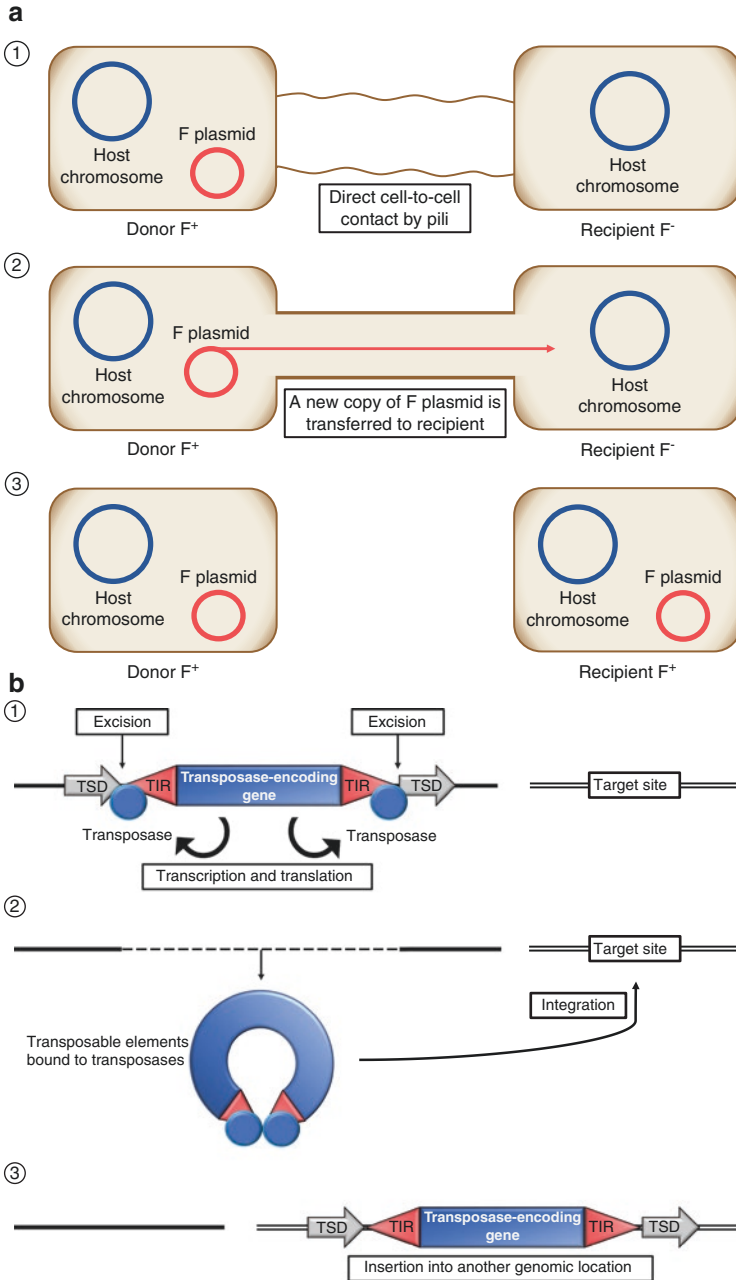 a
1
F plasmid
Host
chromosome
Host
chromosome
Direct cell-to-cell
contact by pili
Donor F+
Recipient F-
2
F plasmid
Host
chromosome
Host
chromosome
A new copy of F plasmid is
transferred to recipient
Donor F+
Recipient F-
3
F plasmid
Host
chromosome
F plasmid
Host
chromosome
Donor F+
Recipient F+
b
1
Excision
Excision
TSD
TIR
Transposase-encoding
gene
TIR
TSD
Target site
Transposase
Transposase
Transcription and translation
2
Target site
Integration
Transposable elements
bound to transposases
3
TSD
TIR
Transposase-encoding
gene
TIR
TSD
Insertion into another genomic location